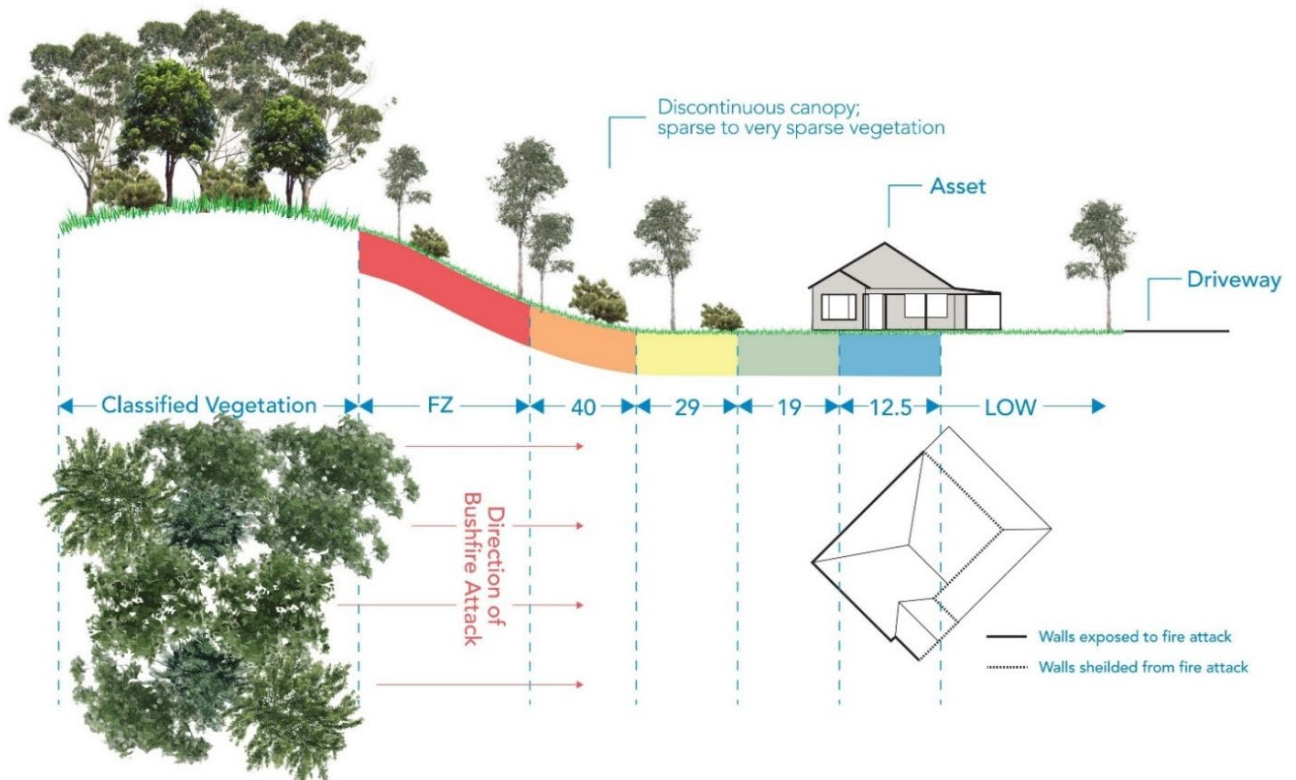 Discontinuous canopy;
sparse to very sparse vegetation
Asset
Driveway
Classified Vegetation
FZ
40
29
19
12.5
LOW
Direction of
Bushfire Attack
Walls exposed to fire attack
Walls sheilded from fire attack